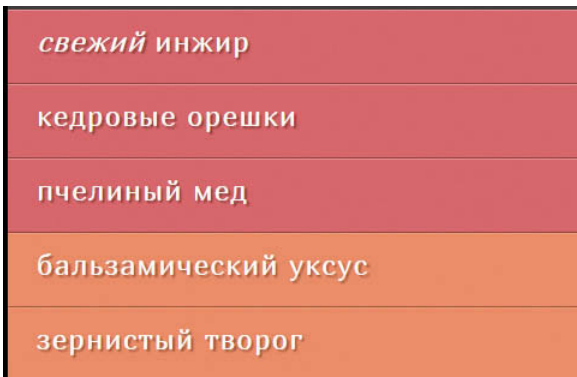 свежий инжир
кедровые орешки
пчелиный мед
бальзамический уксус
зернистый творог